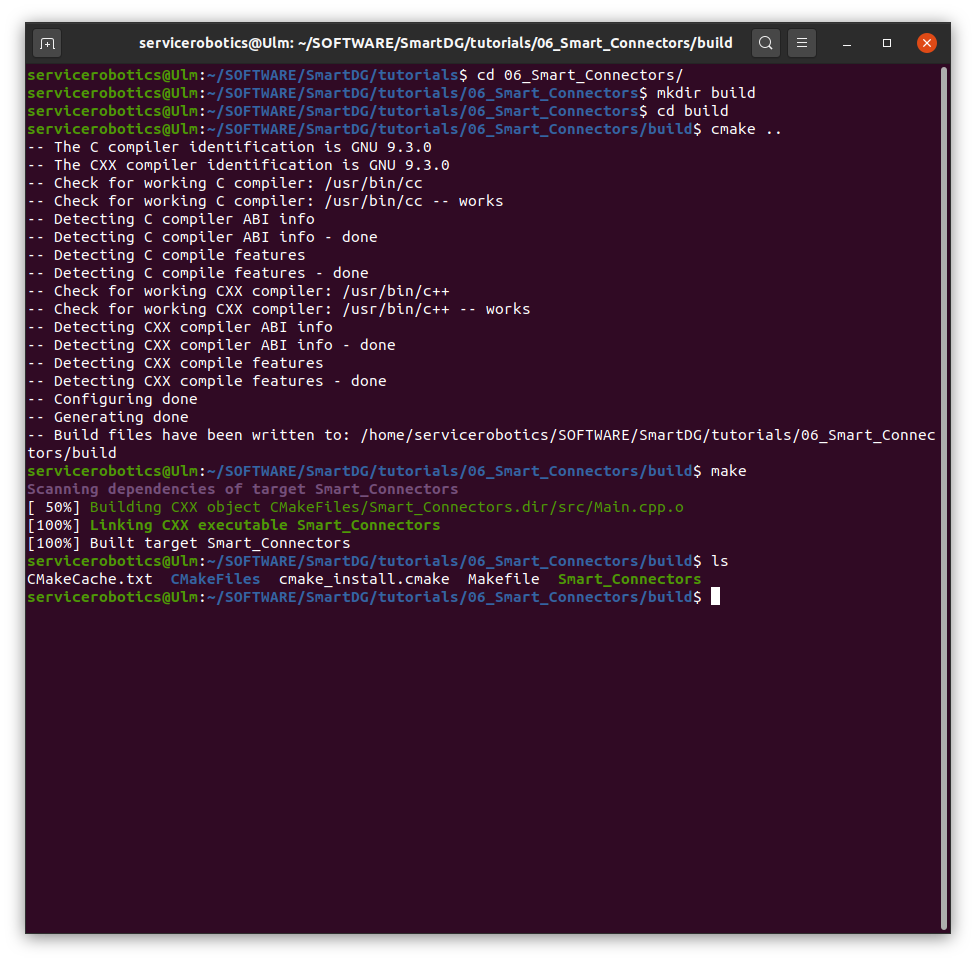 servicerobotics@Ulm: ~/SOFTWARE/SmartDG/tutorials/06_Smart_Connectors/build
servicerobotics@Ulm:~/SOFTWARE/SmartDG/tutorials$ cd 06_Smart_Connectors/
servicerobotics@Ulm:~/SOFTWARE/SmartDG/tutorials/06_Smart_Connectors$ mkdir build
servicerobotics@Ulm:~/SOFTWARE/SmartDG/tutorials/06_Smart_Connectors$ cd build
servicerobotics@Ulm:~/SOFTWARE/SmartDG/tutorials/06_Smart_Connectors/build$ cmake ..
-- The C compiler identification is GNU 9.3.0
-- The CXX compiler identification is GNU 9.3.0
-- Check for working C compiler: /usr/bin/cc
-- Check for working C compiler: /usr/bin/cc -- works
-- Detecting C compiler ABI info
-- Detecting C compiler ABI info - done
-- Detecting C compile features
-- Detecting C compile features - done
-- Check for working CXX compiler: /usr/bin/c++
-- Check for working CXX compiler: /usr/bin/c++ -- works
-- Detecting CXX compiler ABI info
-- Detecting CXX compiler ABI info - done
-- Detecting CXX compile features
-- Detecting CXX compile features - done
-- Configuring done
-- Generating done
-- Build files have been written to: /home/servicerobotics/SOFTWARE/SmartDG/tutorials/06_Smart_Connec
tors/build
servicerobotics@Ulm:~/SOFTWARE/SmartDG/tutorials/06_Smart_Connectors/build$ make
Scanning dependencies of target Smart_Connectors
[ 50%] Building CXX object CMakeFiles/Smart_Connectors.dir/src/Main.cpp.o
[100%] Linking CXX executable Smart_Connectors
[100%] Built target Smart_Connectors
servicerobotics@Ulm:~/SOFTWARE/SmartDG/tutorials/06_Smart_Connectors/build$ ls
CMakeCache.txt  CMakeFiles  cmake_install.cmake  Makefile  Smart_Connectors
servicerobotics@Ulm:~/SOFTWARE/SmartDG/tutorials/06_Smart_Connectors/build$